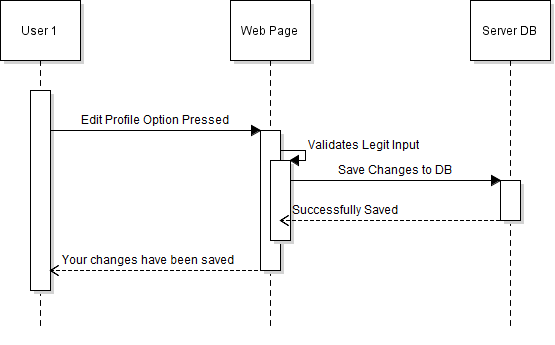 User 1
Web Page
Server DB
Edit Profile Option Pressed
Validates Legit Input
Save Changes to DB
Successfully Saved
Your changes have been saved